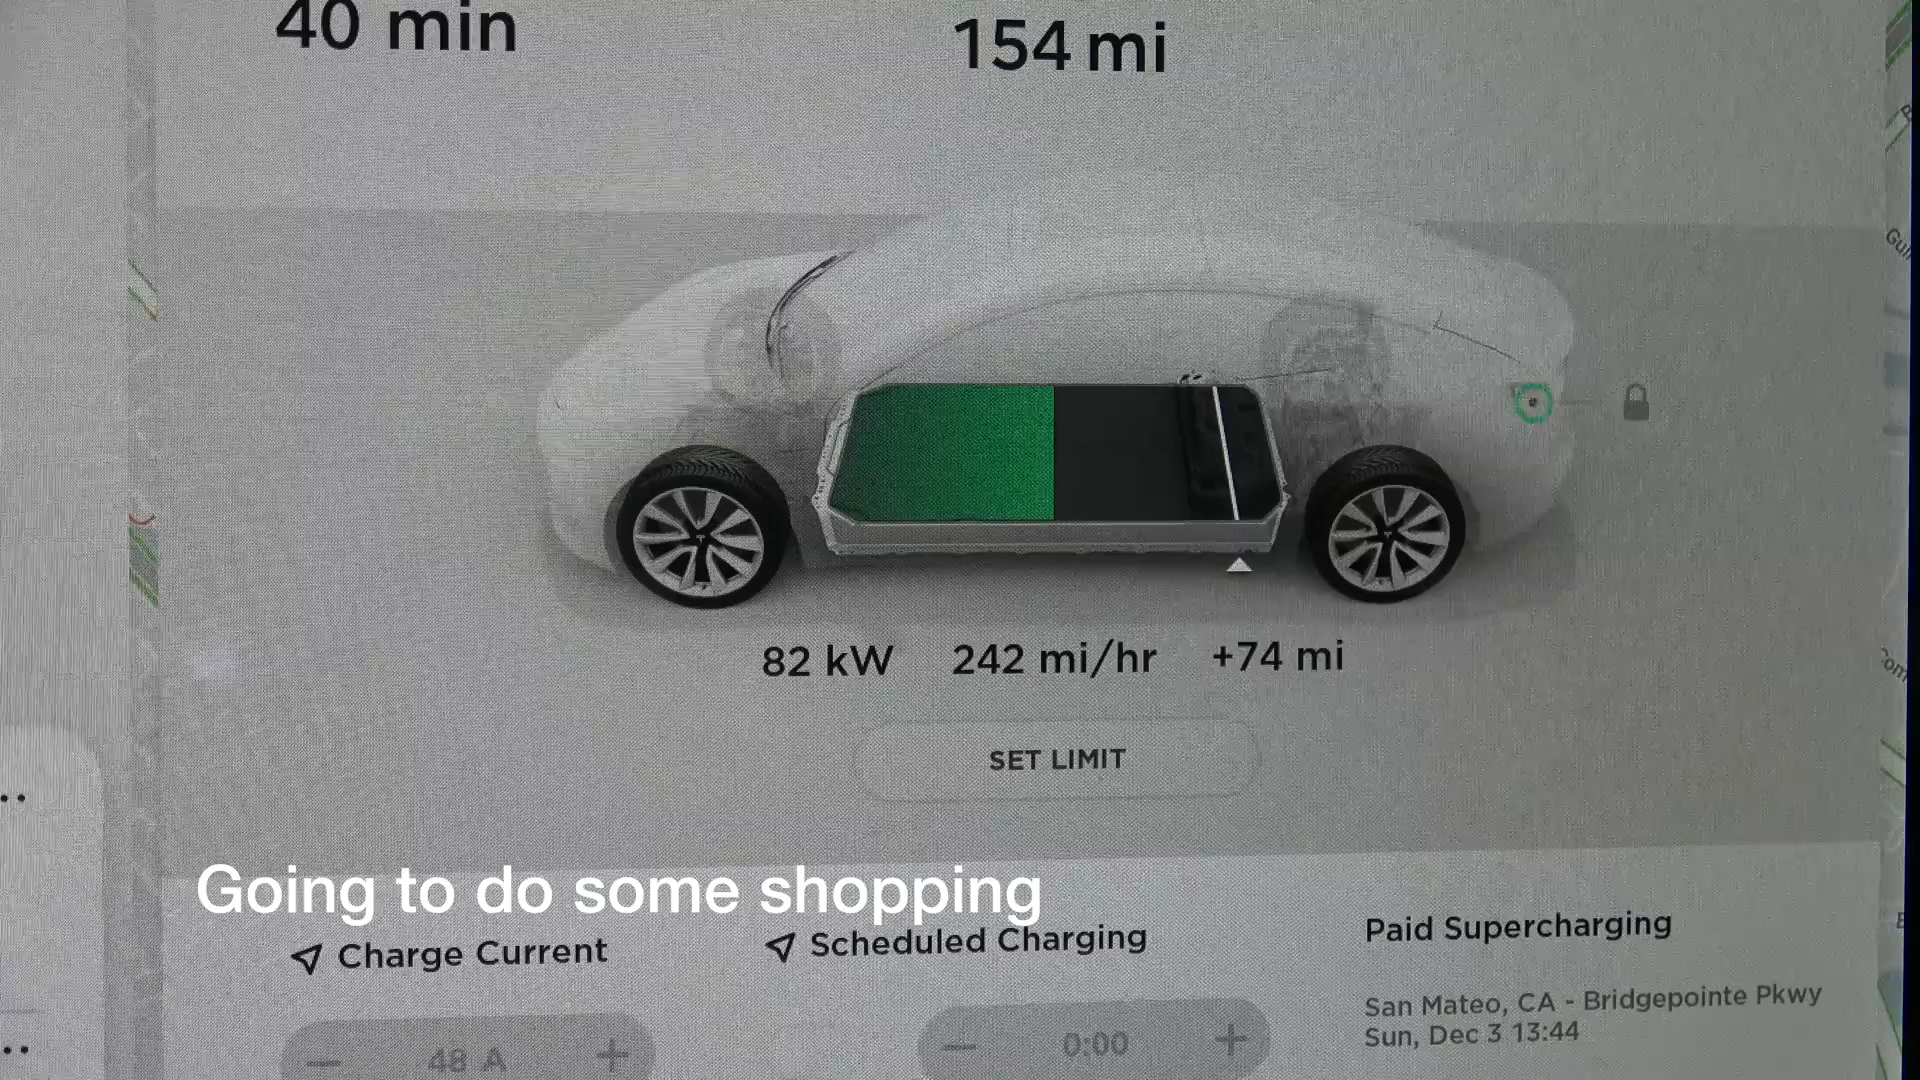 40 min
154 mi
82 kW 242 mi/hr +74 mi
SET LIMIT
Going to do some shopping
Charge Current
Scheduled Charging
Paid Supercharging
San Mateo, CA - Bridgepointe Pkwy
Sun, Dec 3 13:44
− 48 A +
− 0:00 +